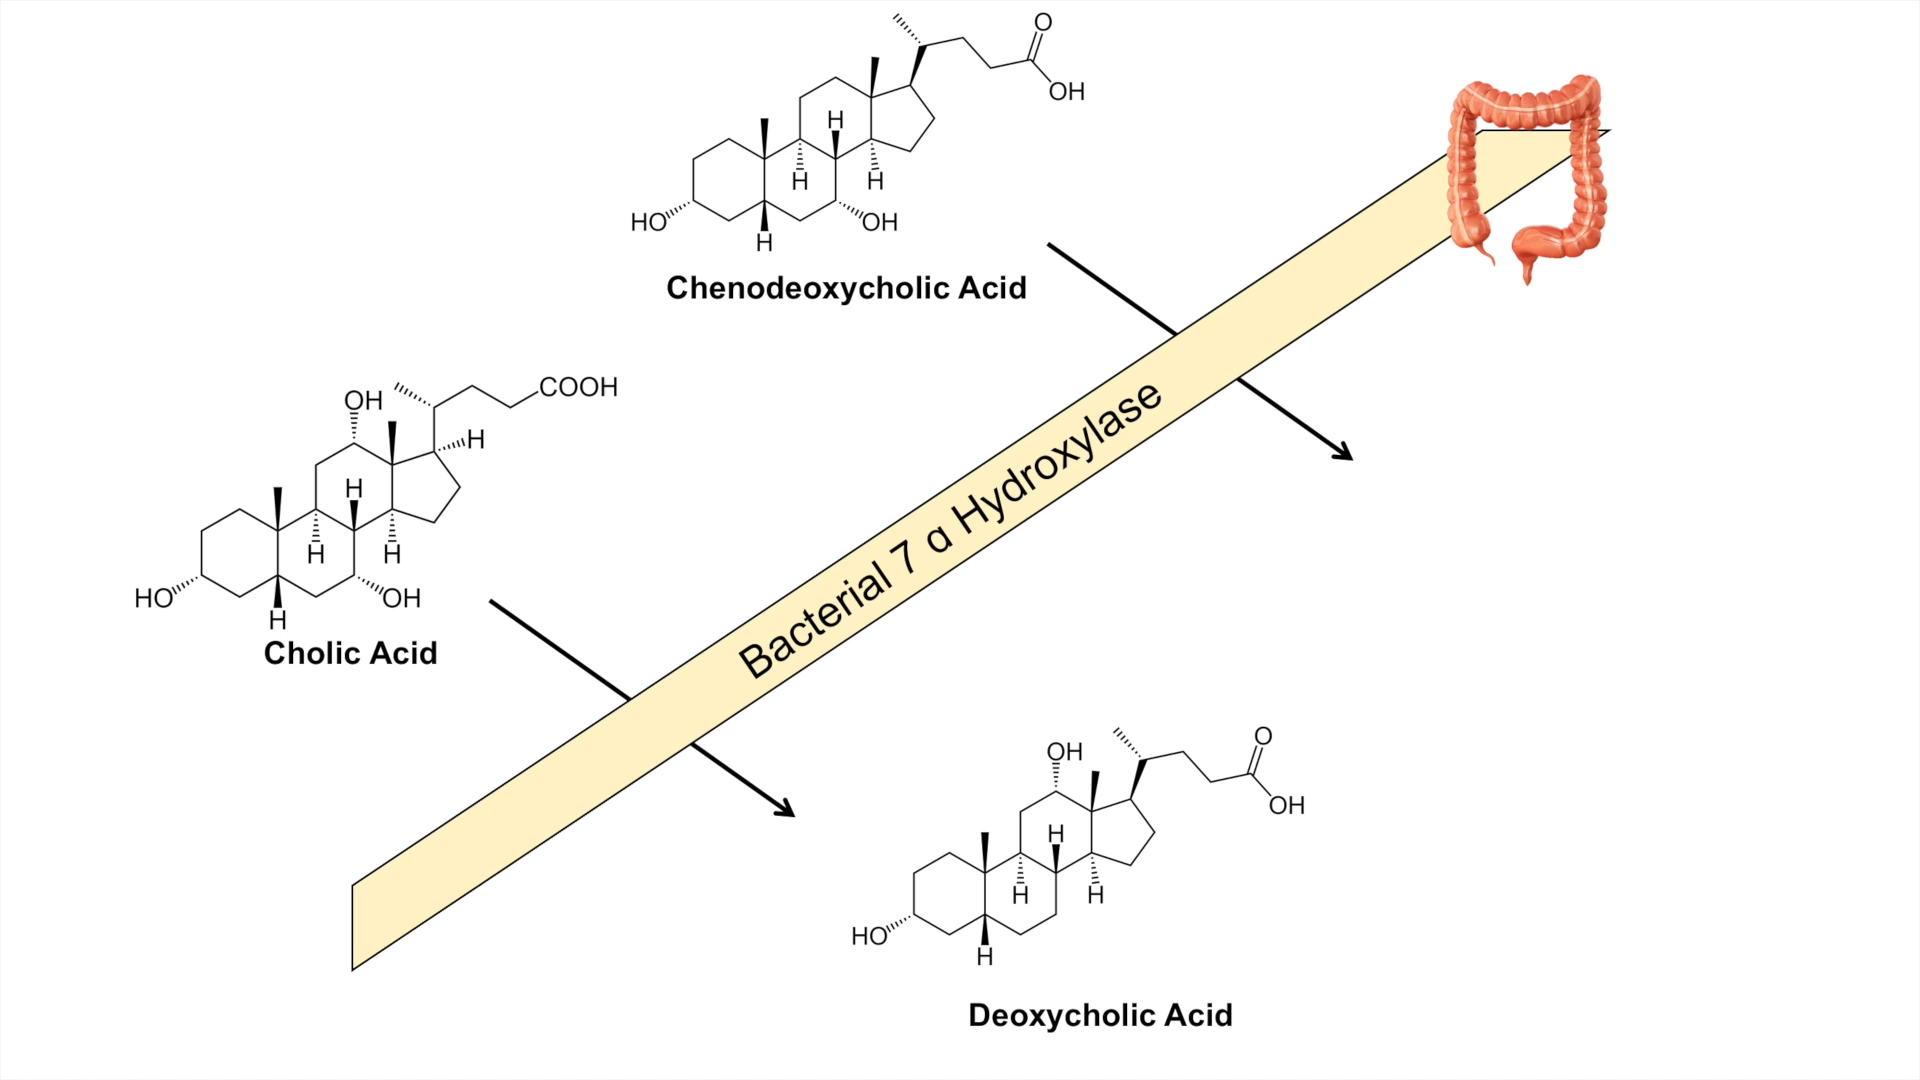 O
OH
H
H
H
HO
OH
H
Chenodeoxycholic Acid
COOH
OH
H
H
H
H
HO
OH
H
Cholic Acid
Bacterial 7 α Hydroxylase
O
OH
OH
H
H
H
HO
H
Deoxycholic Acid